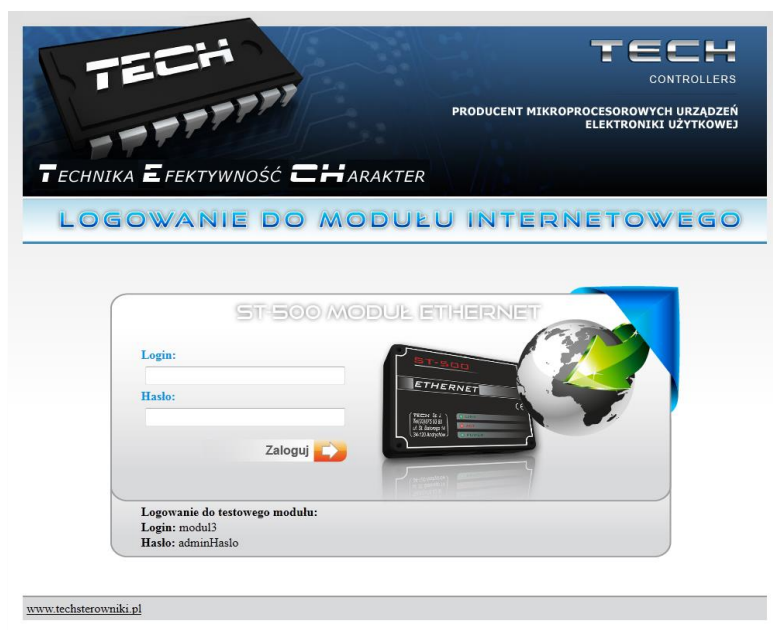 TECH
TECH
CONTROLLERS
PRODUCENT MIKROPROCESOROWYCH URZĄDZEŃ
ELEKTRONIKI UŻYTKOWEJ
TECHNIKA EFEKTYWNOŚĆ CHARAKTER
LOGOWANIE DO MODUŁU INTERNETOWEGO
ST-500 MODUŁ ETHERNET
Login:
Hasło:
Zaloguj
ST-500
ETHERNET
Logowanie do testowego modułu:
Login: modul3
Hasło: adminHaslo
www.techsterowniki.pl